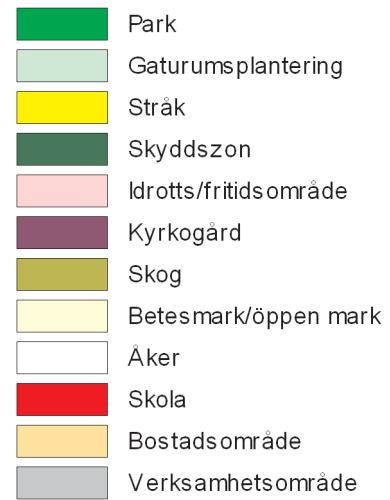 Park
Gaturumsplantering
Stråk
Skyddszon
Idrotts/fritidsområde
Kyrkogård
Skog
Betesmark/öppen mark
Åker
Skola
Bostadsområde
Verksamhetsområde